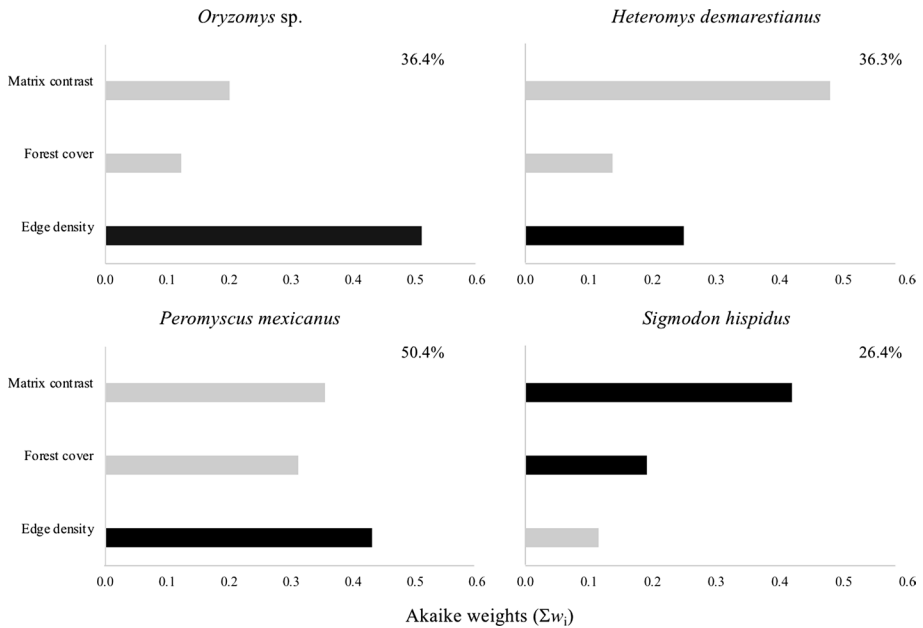 Oryzomys sp.
36.4%
Matrix contrast
Forest cover
Edge density
0.0 0.1 0.2 0.3 0.4 0.5 0.6
Heteromys desmarestianus
36.3%
0.0 0.1 0.2 0.3 0.4 0.5 0.6
Peromyscus mexicanus
50.4%
Matrix contrast
Forest cover
Edge density
0.0 0.1 0.2 0.3 0.4 0.5 0.6
Sigmodon hispidus
26.4%
0.0 0.1 0.2 0.3 0.4 0.5 0.6
Akaike weights (Σwi)